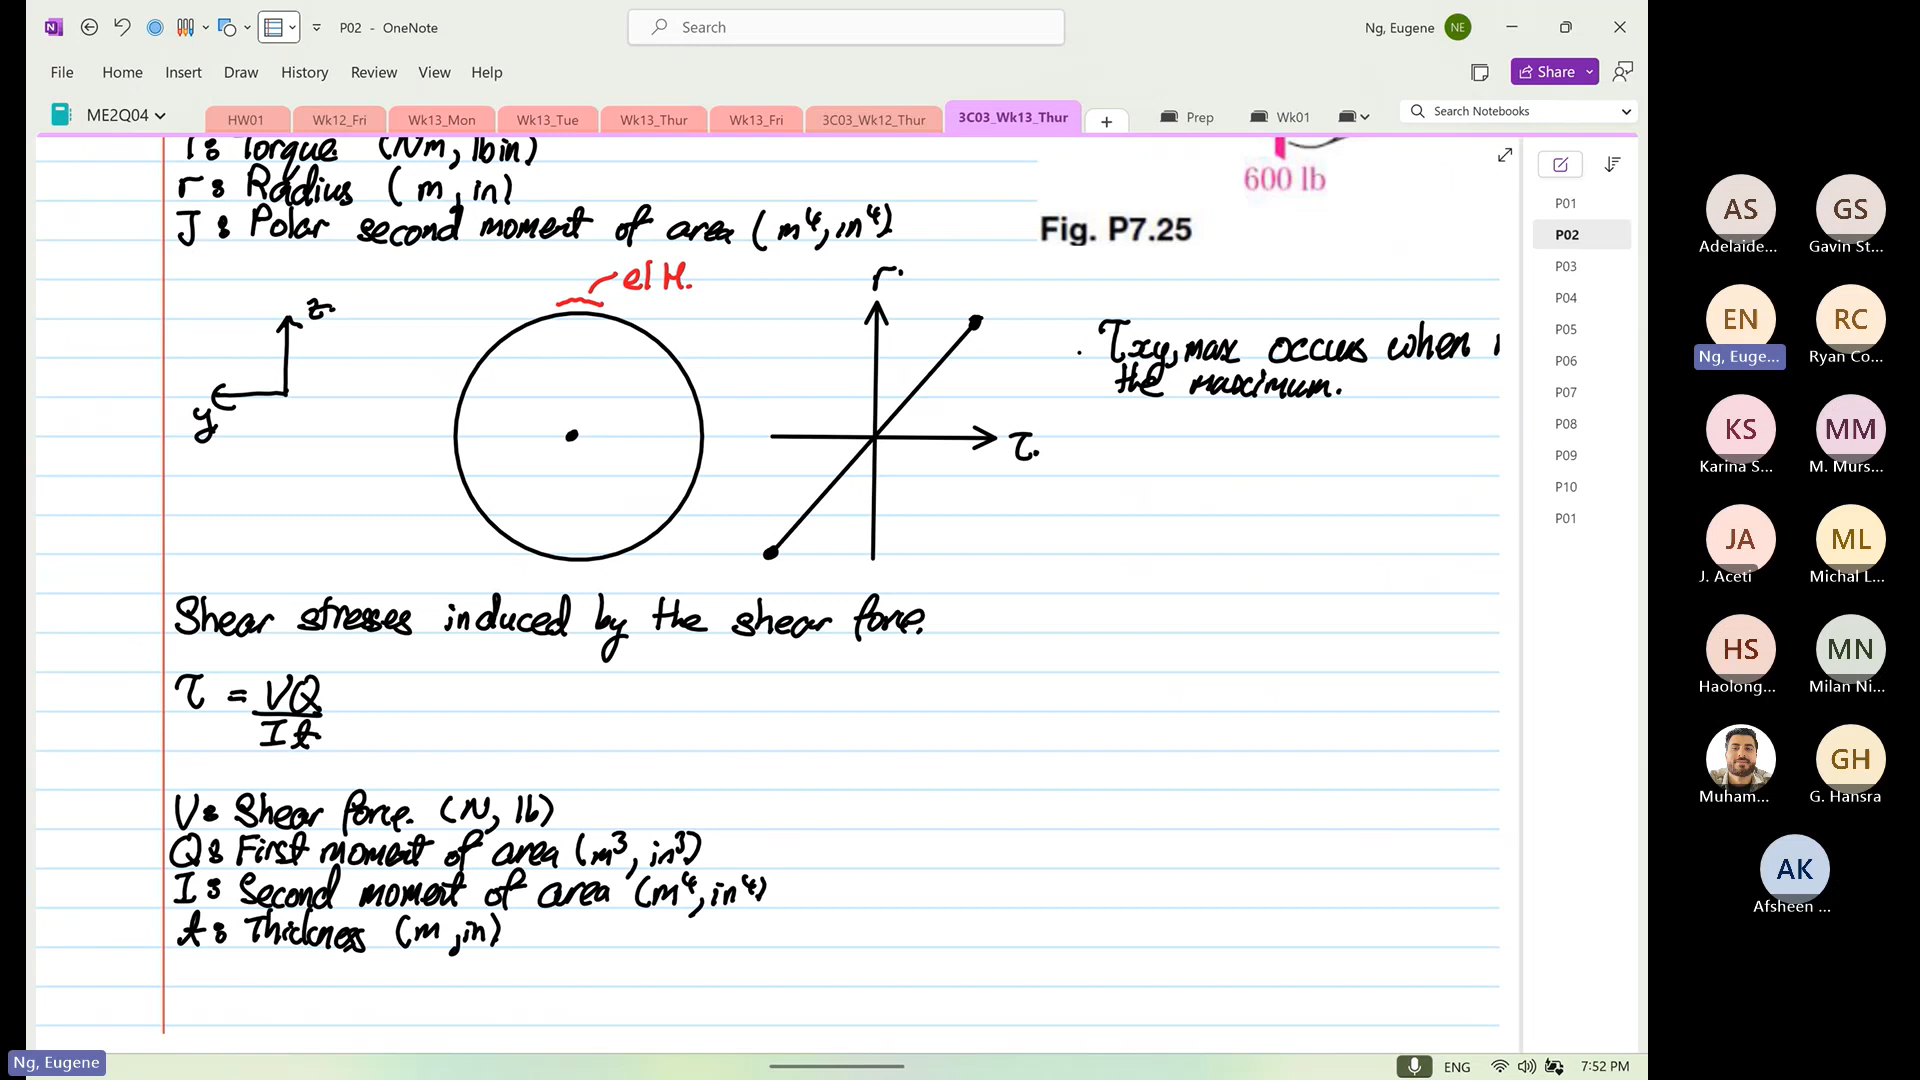 P02 - OneNote
Search
Ng, Eugene NE
File Home Insert Draw History Review View Help
Share
ME2Q04
HW01 Wk12_Fri Wk13_Mon Wk13_Tue Wk13_Thur Wk13_Fri 3C03_Wk12_Thur 3C03_Wk13_Thur
Prep Wk01
Search Notebooks
T: Torque (Nm, lbin)
r: Radius (m, in)
J: Polar second moment of area (m⁴, in⁴)
600 lb
Fig. P7.25
el H.
z
y
r
τ
τxy,max occurs when
the maximum.
Shear stresses induced by the shear force.
τ = VQ
It
V: Shear force. (N, lb)
Q: First moment of area (m³, in³)
I: Second moment of area (m⁴, in⁴)
t: Thickness (m, in)
P01
P02
P03
P04
P05
P06
P07
P08
P09
P10
P01
AS GS
Adelaide... Gavin St...
EN RC
Ng, Euge... Ryan Co...
KS MM
Karina S... M. Murs...
JA ML
J. Aceti Michal L...
HS MN
Haolong... Milan Ni...
GH
Muham... G. Hansra
AK
Afsheen ...
Ng, Eugene
ENG 7:52 PM